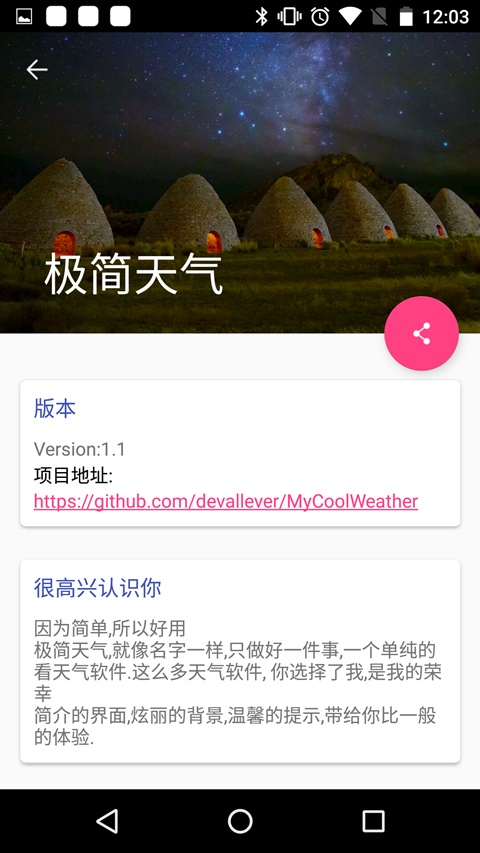 12:03
极简天气
版本
Version:1.1
项目地址:
https://github.com/devallever/MyCoolWeather
很高兴认识你
因为简单,所以好用
极简天气,就像名字一样,只做好一件事,一个单纯的
看天气软件.这么多天气软件, 你选择了我,是我的荣
幸
简介的界面,炫丽的背景,温馨的提示,带给你比一般
的体验.